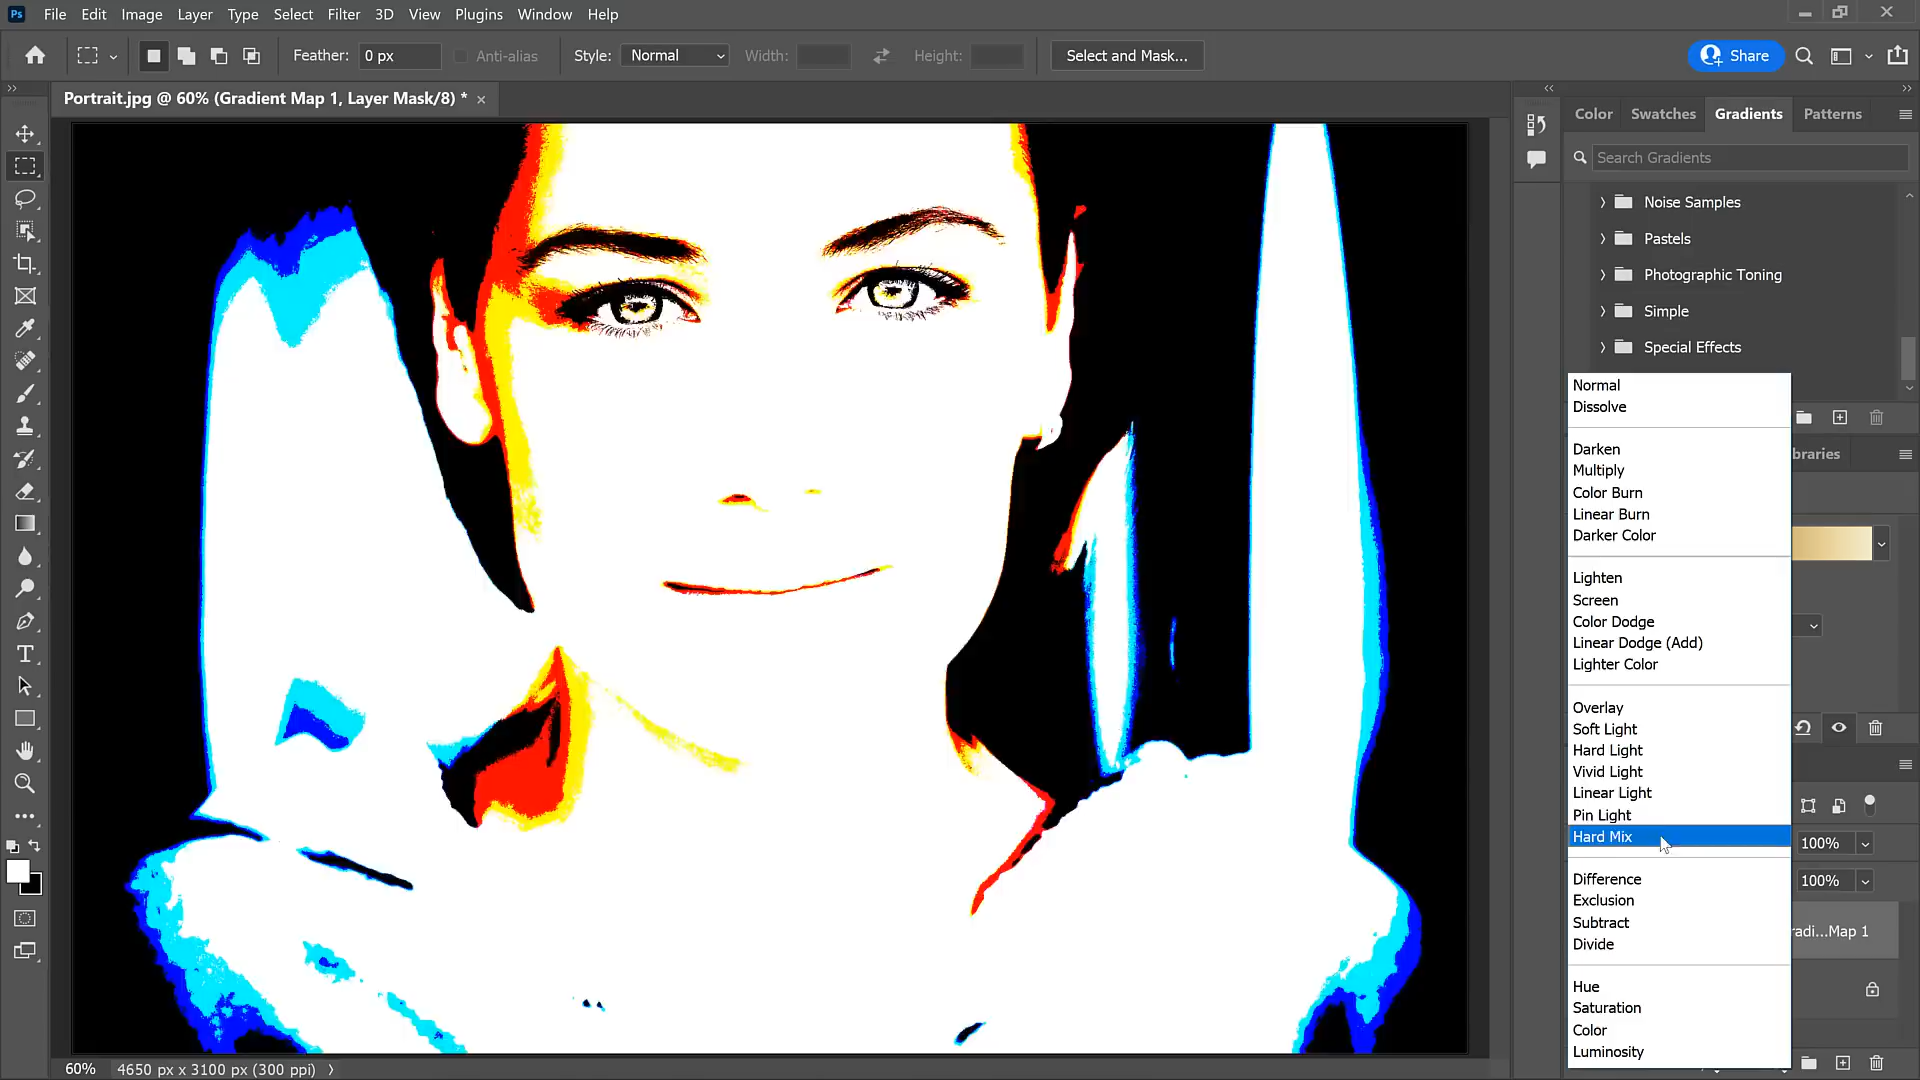 Ps File Edit Image Layer Type Select Filter 3D View Plugins Window Help
Feather: 0 px Anti-alias Style: Normal Width: Height: Select and Mask... Share
Portrait.jpg @ 60% (Gradient Map 1, Layer Mask/8) *
Color Swatches Gradients Patterns
Search Gradients
Noise Samples
Pastels
Photographic Toning
Simple
Special Effects
Normal
Dissolve
Darken
braries
Multiply
Color Burn
Linear Burn
Darker Color
Lighten
Screen
Color Dodge
Linear Dodge (Add)
Lighter Color
Overlay
Soft Light
Hard Light
Vivid Light
Linear Light
Pin Light
Hard Mix
100%
Difference
100%
Exclusion
Subtract
radi...Map 1
Divide
Hue
Saturation
Color
Luminosity
60% 4650 px x 3100 px (300 ppi)